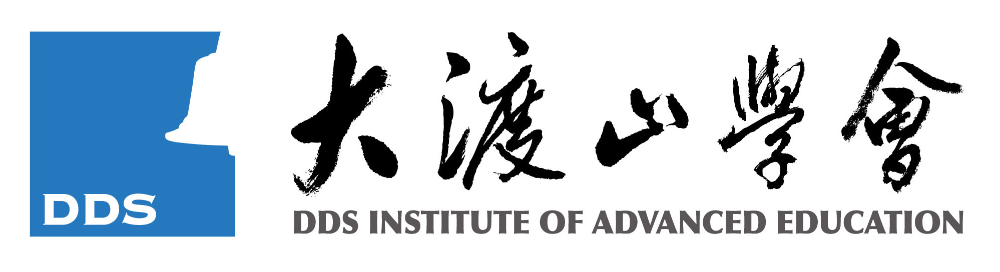 DDS
大渡山學會
DDS INSTITUTE OF ADVANCED EDUCATION